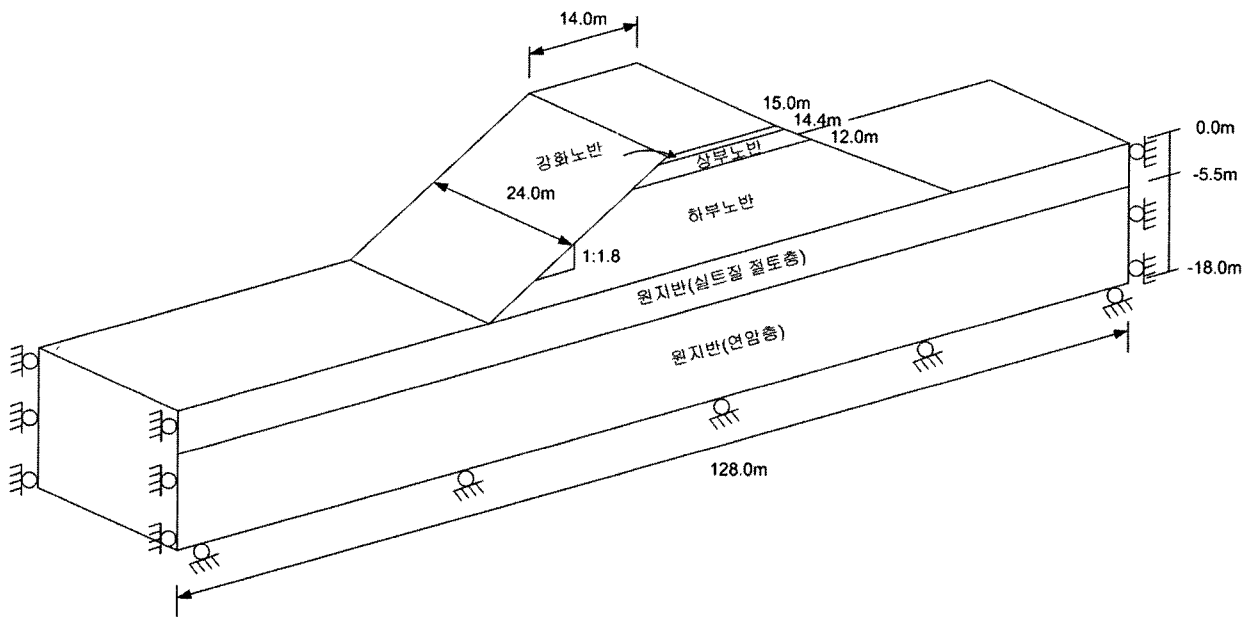 14.0m
15.0m
14.4m
12.0m
0.0m
-5.5m
-18.0m
강화노반
상부노반
24.0m
하부노반
1:1.8
원지반(실트질 절토층)
원지반(연암층)
128.0m